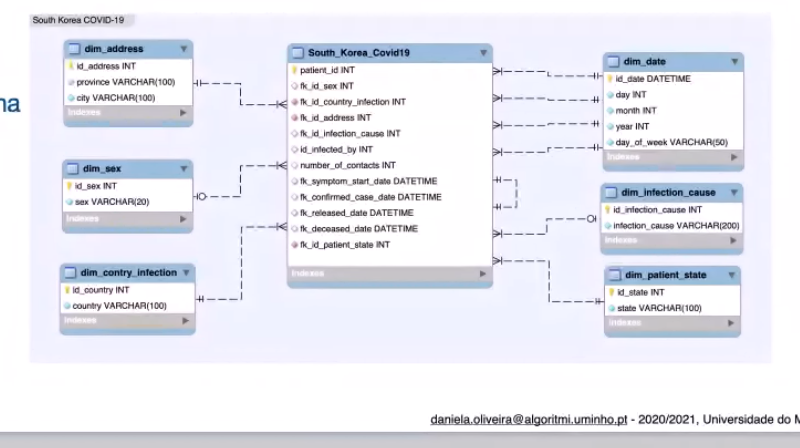 South Korea COVID-19
na
dim_address
id_address INT
province VARCHAR(100)
city VARCHAR(100)
Indexes
dim_sex
id_sex INT
sex VARCHAR(20)
Indexes
dim_contry_infection
id_country INT
country VARCHAR(100)
Indexes
South_Korea_Covid19
patient_id INT
fk_id_sex INT
fk_id_country_infection INT
fk_id_address INT
fk_id_infection_cause INT
id_infected_by INT
number_of_contacts INT
fk_symptom_start_date DATETIME
fk_confirmed_case_date DATETIME
fk_released_date DATETIME
fk_deceased_date DATETIME
fk_id_patient_state INT
Indexes
dim_date
id_date DATETIME
day INT
month INT
year INT
day_of_week VARCHAR(50)
Indexes
dim_infection_cause
id_infection_cause INT
infection_cause VARCHAR(200)
Indexes
dim_patient_state
id_state INT
state VARCHAR(100)
Indexes
daniela.oliveira@algoritmi.uminho.pt - 2020/2021, Universidade do M